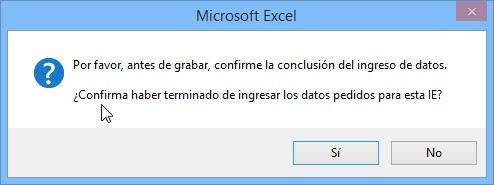 Microsoft Excel
Por favor, antes de grabar, confirme la conclusión del ingreso de datos.
¿Confirma haber terminado de ingresar los datos pedidos para esta IE?
Sí
No